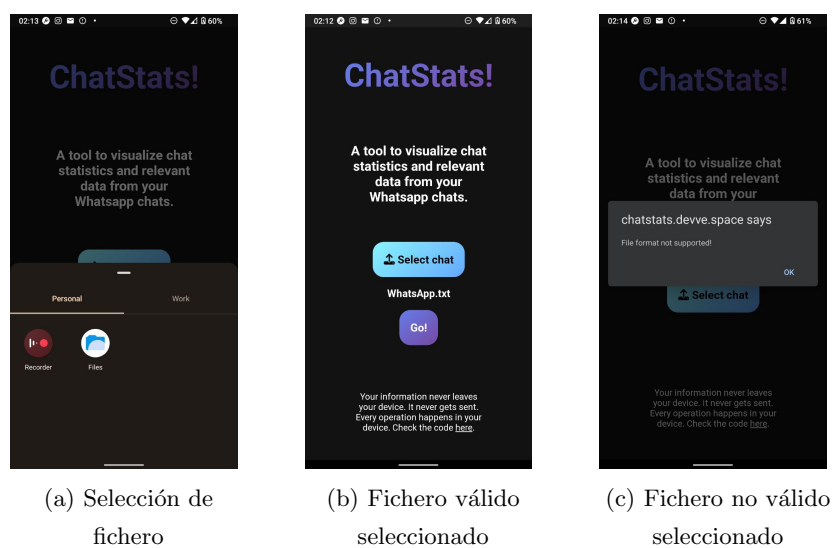 02:13 60%
ChatStats!
A tool to visualize chat
statistics and relevant
data from your
Whatsapp chats.
Personal Work
Recorder Files
(a) Selección de
fichero
02:12 60%
ChatStats!
A tool to visualize chat
statistics and relevant
data from your
Whatsapp chats.
Select chat
WhatsApp.txt
Go!
Your information never leaves
your device. It never gets sent.
Every operation happens in your
device. Check the code here.
(b) Fichero válido
seleccionado
02:14 61%
ChatStats!
A tool to visualize chat
statistics and relevant
data from your
chatstats.devve.space says
File format not supported!
OK
Select chat
Your information never leaves
your device. It never gets sent.
Every operation happens in your
device. Check the code here.
(c) Fichero no válido
seleccionado